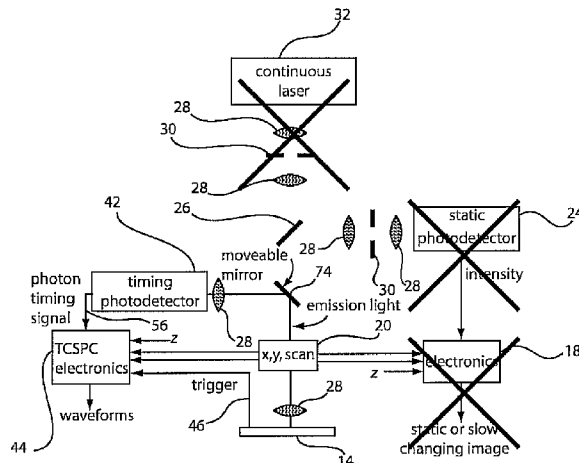 32
continuous
laser
28
30
28
42
26
static
photodetector
24
28
30
28
intensity
moveable
mirror
74
photon
timing
signal
timing
photodetector
emission light
56
28
20
z
TCSPC
electronics
x,y, scan
electronics
18
z
trigger
28
44
waveforms
46
14
static or slow
changing image